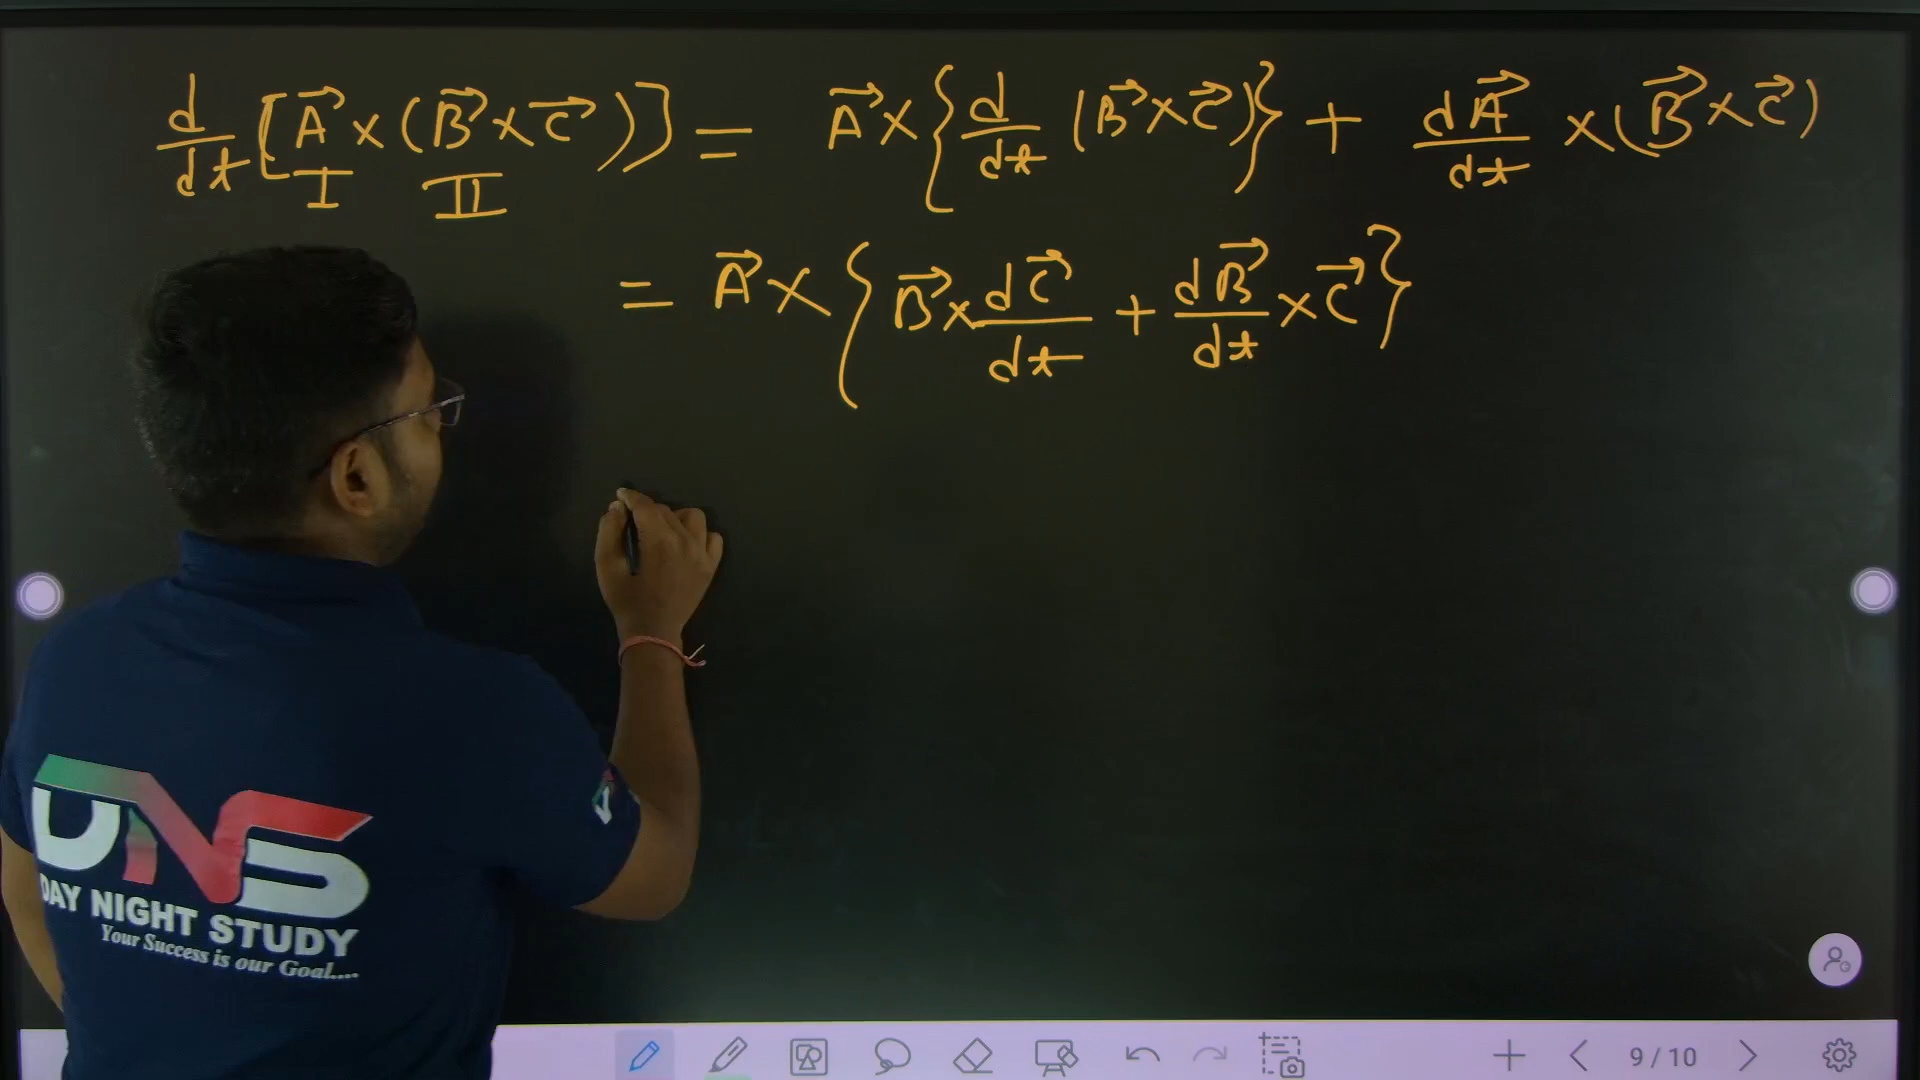 d/dt [A⃗ × (B⃗ × C⃗)] = A⃗ × {d/dt (B⃗ × C⃗)} + dA⃗/dt × (B⃗ × C⃗)
I II
= A⃗ × {B⃗ × dC⃗/dt + dB⃗/dt × C⃗}
DNS
DAY NIGHT STUDY
Your Success is our Goal....
9/10